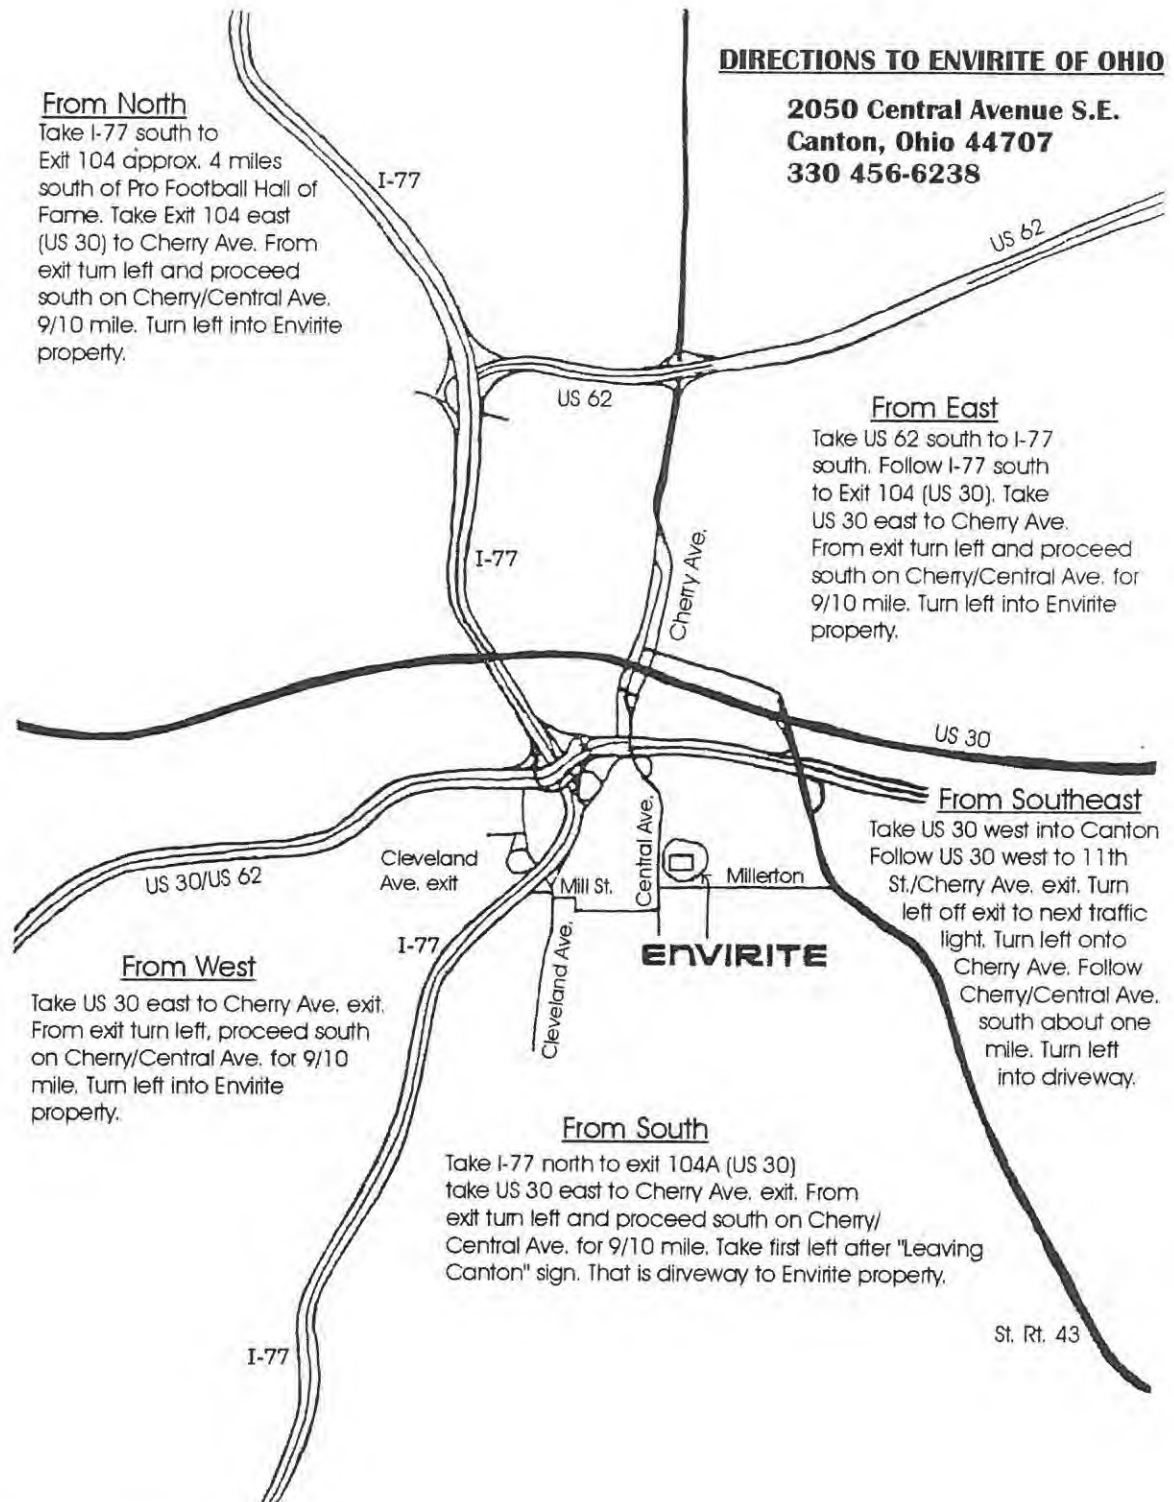 DIRECTIONS TO ENVIRITE OF OHIO
2050 Central Avenue S.E.
Canton, Ohio 44707
330 456-6238
From North
Take I-77 south to
Exit 104 approx. 4 miles
south of Pro Football Hall of
Fame. Take Exit 104 east
(US 30) to Cherry Ave. From
exit turn left and proceed
south on Cherry/Central Ave.
9/10 mile. Turn left into Envirite
property.
I-77
US 62
US 62
From East
Take US 62 south to I-77
south. Follow I-77 south
to Exit 104 (US 30). Take
US 30 east to Cherry Ave.
From exit turn left and proceed
south on Cherry/Central Ave. for
9/10 mile. Turn left into Envirite
property.
I-77
Cherry Ave.
US 30
From Southeast
Take US 30 west into Canton
Follow US 30 west to 11th
St./Cherry Ave. exit. Turn
left off exit to next traffic
light. Turn left onto
Cherry Ave. Follow
Cherry/Central Ave.
south about one
mile. Turn left
into driveway.
US 30/US 62
Cleveland
Ave. exit
Mill St.
Central Ave.
Millerton
I-77
Cleveland Ave.
ENVIRITE
From West
Take US 30 east to Cherry Ave. exit.
From exit turn left, proceed south
on Cherry/Central Ave. for 9/10
mile. Turn left into Envirite
property.
From South
Take I-77 north to exit 104A (US 30)
take US 30 east to Cherry Ave. exit. From
exit turn left and proceed south on Cherry/
Central Ave. for 9/10 mile. Take first left after "Leaving
Canton" sign. That is dirveway to Envirite property.
I-77
St. Rt. 43